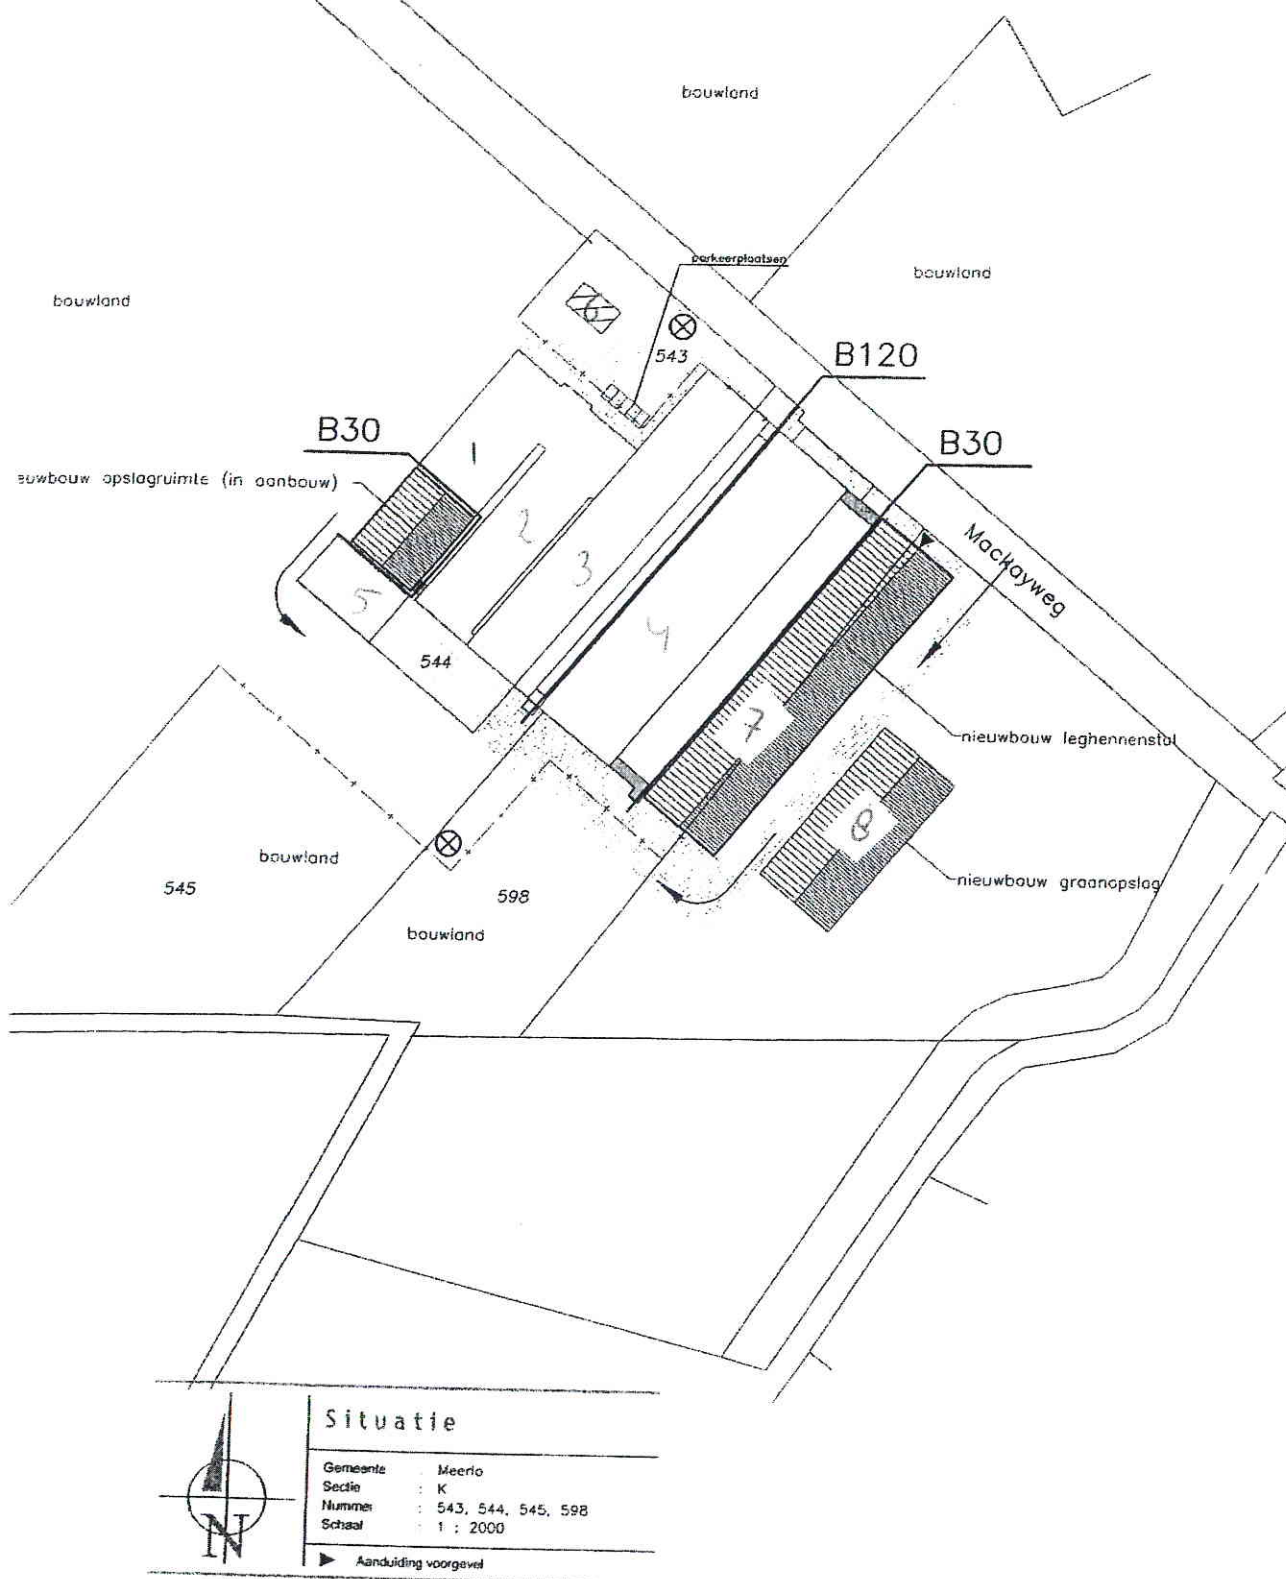 bouwland
parkeerplaatsen
bouwland
bouwland
6
543
B120
B30
B30
1
euwbouw opslagruimte (in aanbouw)
2
Mackayweg
3
5
4
544
7
nieuwbouw leghennenstal
8
bouwland
nieuwbouw graanopslag
545
598
bouwland
Situatie
Gemeente : Meerlo
Sectie : K
Nummer : 543, 544, 545, 598
Schaal : 1 : 2000
N
Aanduiding voorgevel